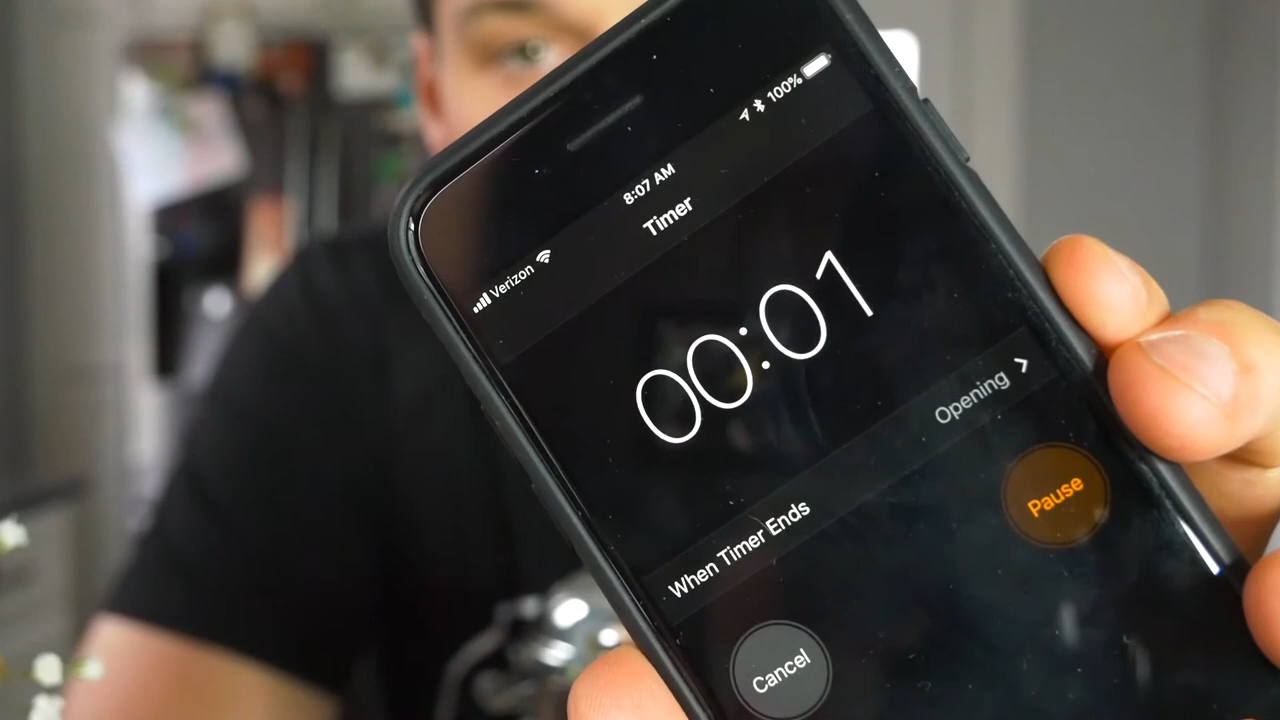 Verizon 8:07 AM 100%
Timer
00:01
When Timer Ends Opening
Cancel Pause